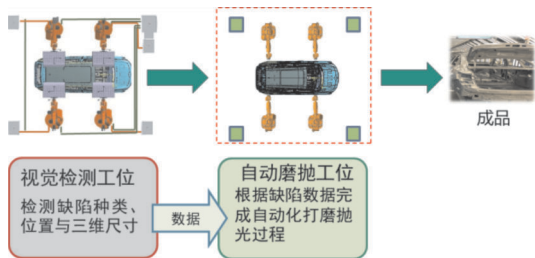 成品
视觉检测工位
检测缺陷种类、
位置与三维尺寸
数据
自动磨抛工位
根据缺陷数据完
成自动化打磨抛
光过程